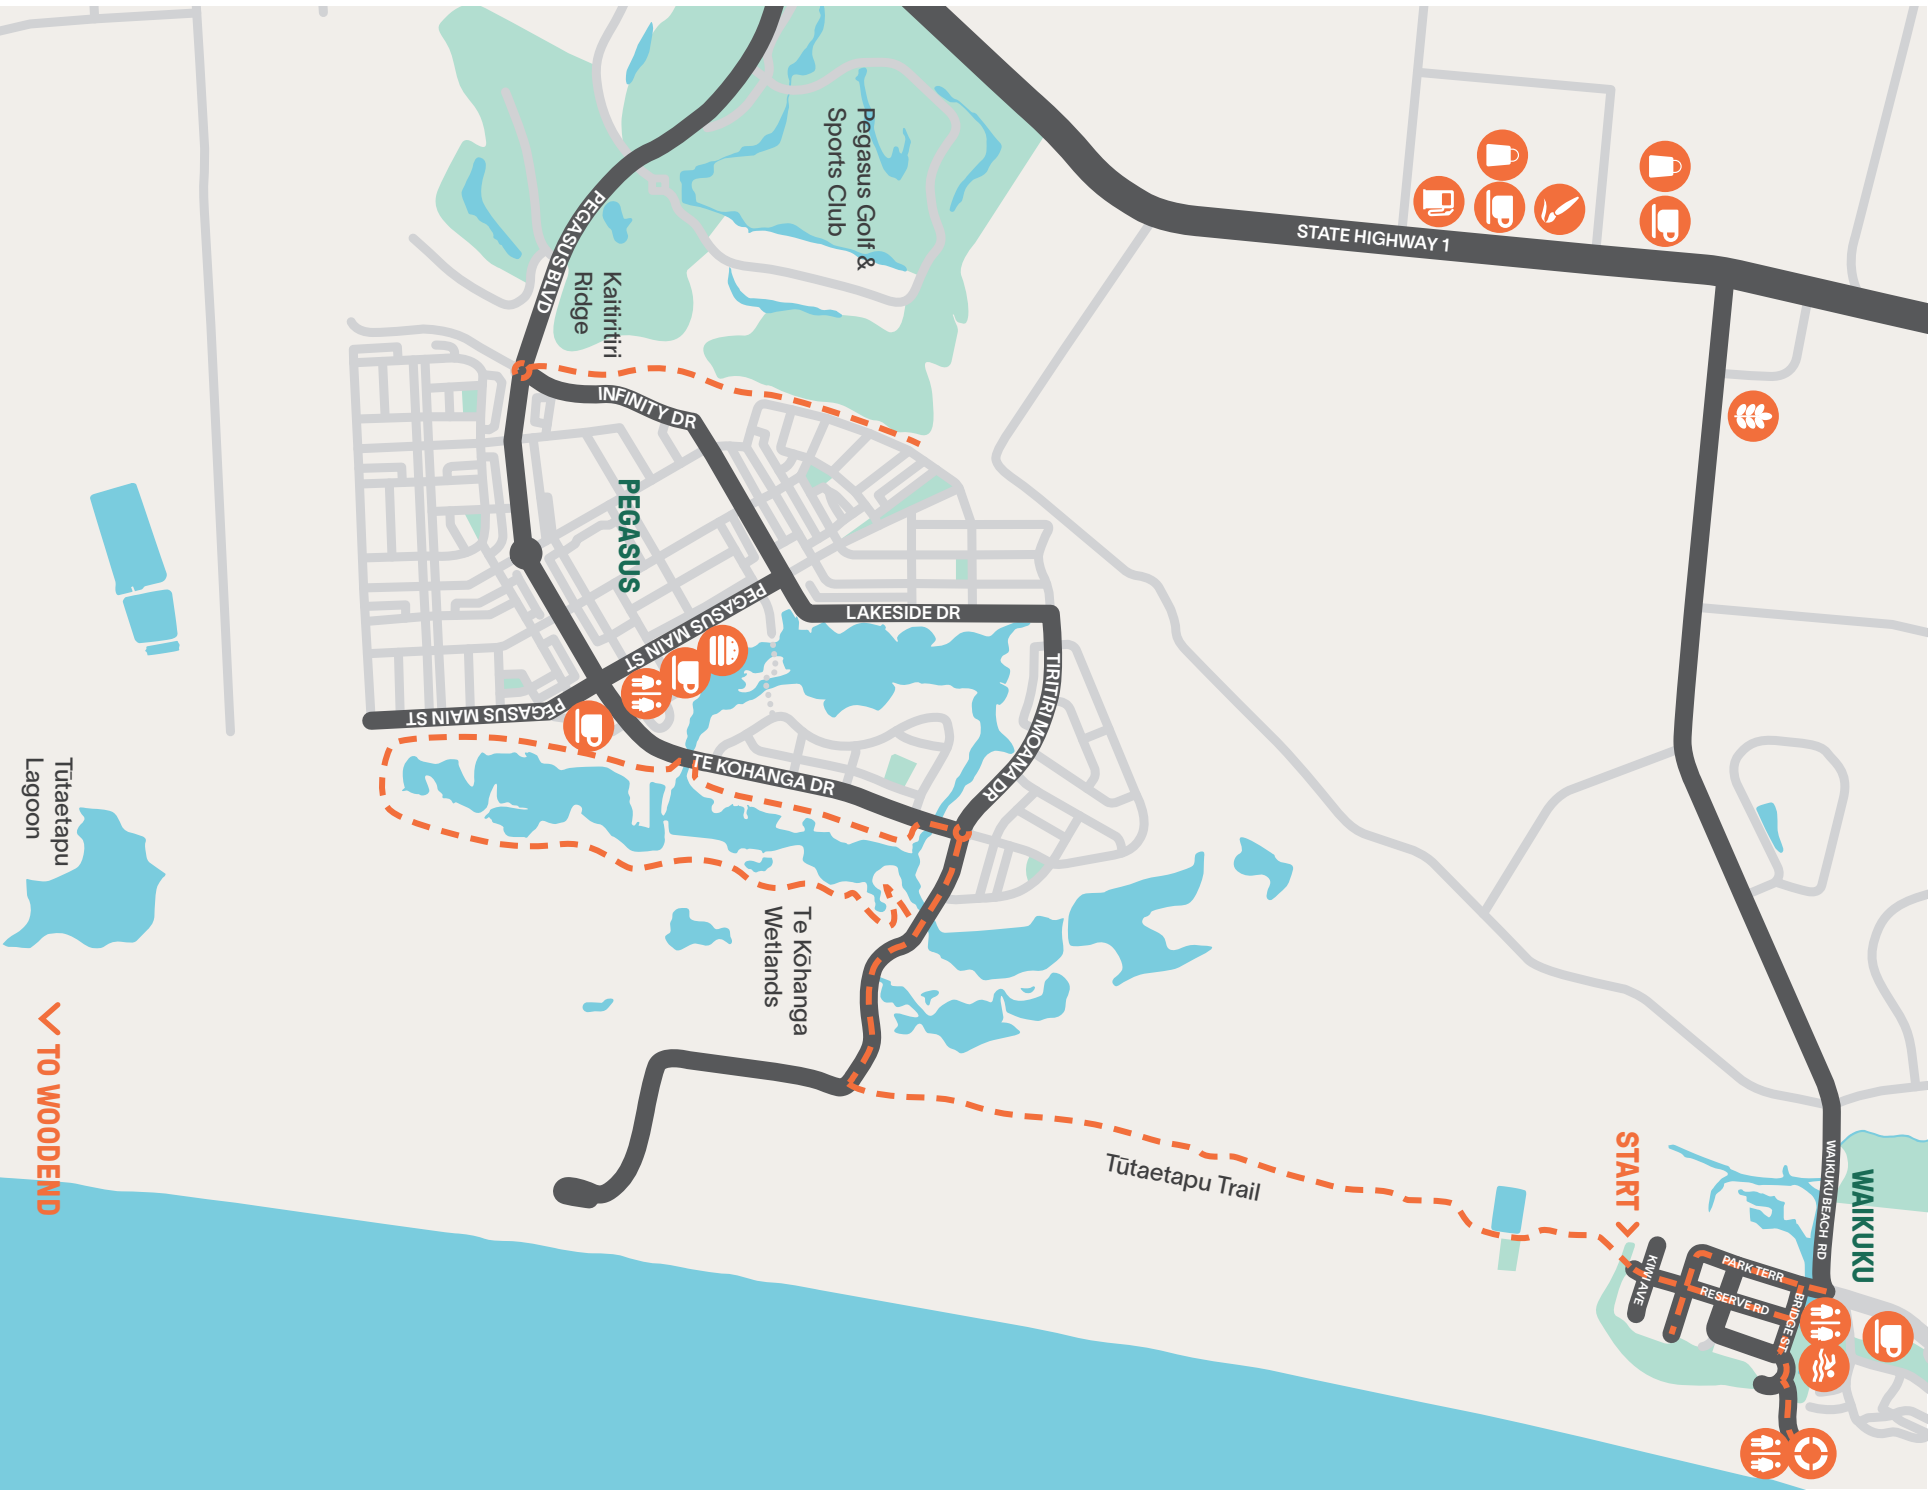 Pegasus Golf &
Sports Club
STATE HIGHWAY 1
PEGASUS BLVD
Kaitiritiri
Ridge
INFINITY DR
PEGASUS
PEGASUS MAIN ST
LAKESIDE DR
TIRITIRI MOANA DR
PEGASUS MAIN ST
TE KOHANGA DR
Tūtaetapu
Lagoon
Te Kōhanga
Wetlands
TO WOODEND
Tūtaetapu Trail
START
WAIKUKU
WAIKUKU BEACH RD
KIWI AVE
PARK TERR
RESERVE RD
BRIDGE ST